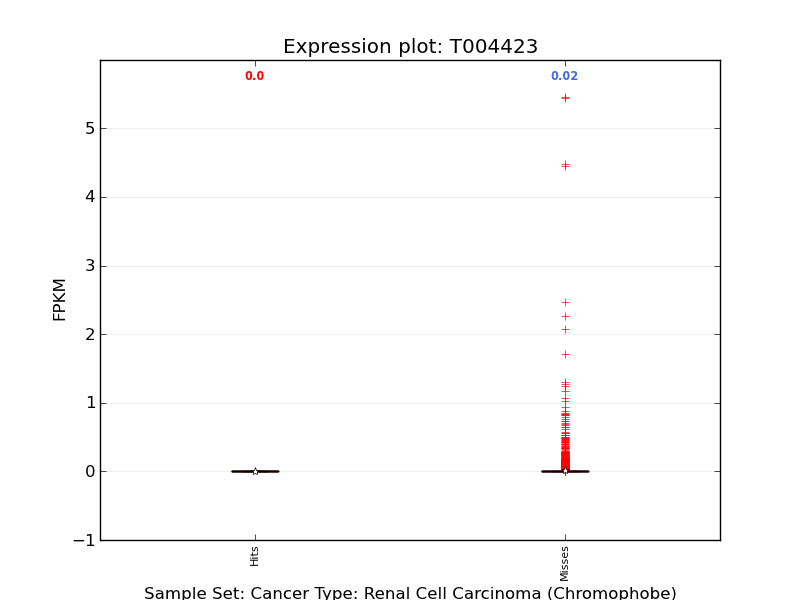 Expression plot: T004423
0.0
0.02
5
4
3
2
1
0
−1
FPKM
Hits
Misses
Sample Set: Cancer Type: Renal Cell Carcinoma (Chromophobe)